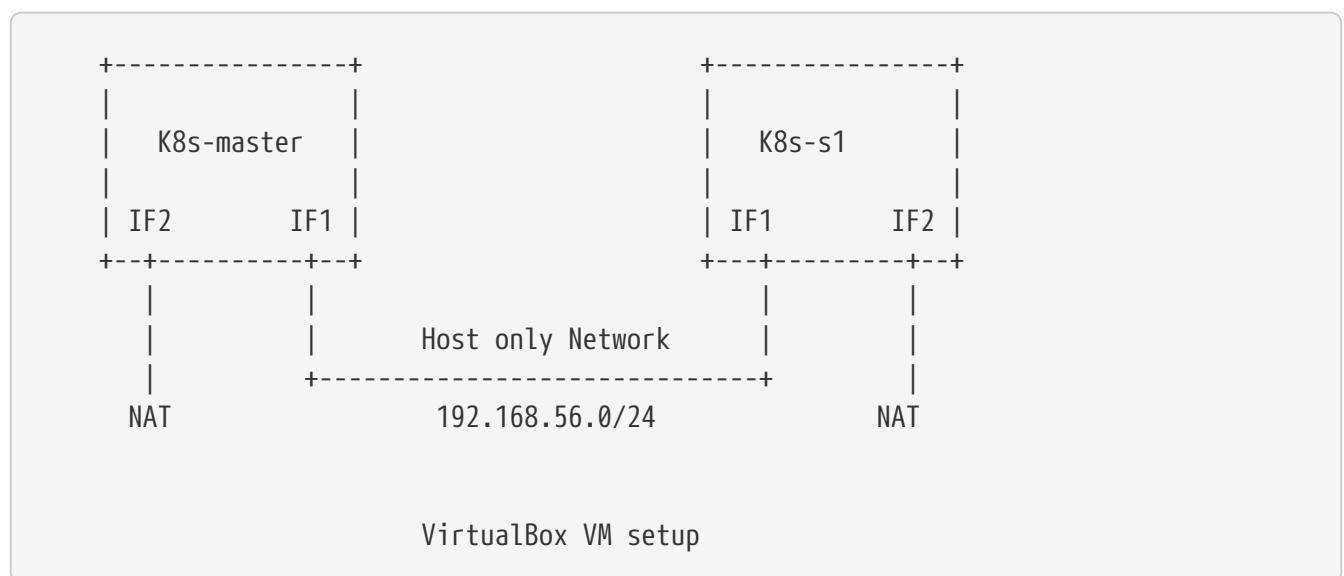 +----------------+ +----------------+
| | | |
| K8s-master | | K8s-s1 |
| | | |
| IF2 IF1 | | IF1 IF2 |
+--+----------+--+ +---+---------+--+
| | | |
| | Host only Network | |
| +------------------------------+ |
NAT 192.168.56.0/24 NAT
VirtualBox VM setup